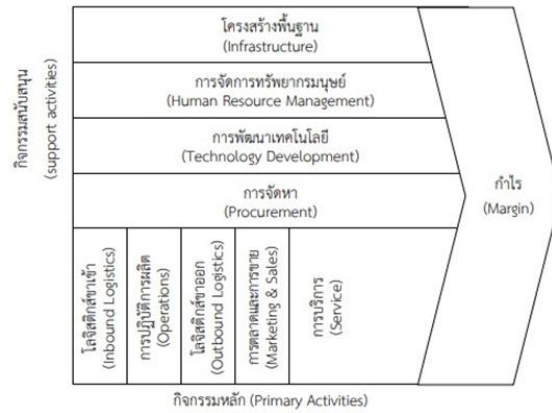 โครงสร้างพื้นฐาน
(Infrastructure)
กิจกรรมสนับสนุน
(support activities)
การจัดการทรัพยากรมนุษย์
(Human Resource Management)
การพัฒนาเทคโนโลยี
(Technology Development)
การจัดหา
(Procurement)
กำไร
(Margin)
โลจิสติกส์ขาเข้า
(Inbound Logistics)
การปฏิบัติการผลิต
(Operations)
โลจิสติกส์ขาออก
(Outbound Logistics)
การตลาดและการขาย
(Marketing & Sales)
การบริการ
(Service)
กิจกรรมหลัก (Primary Activities)